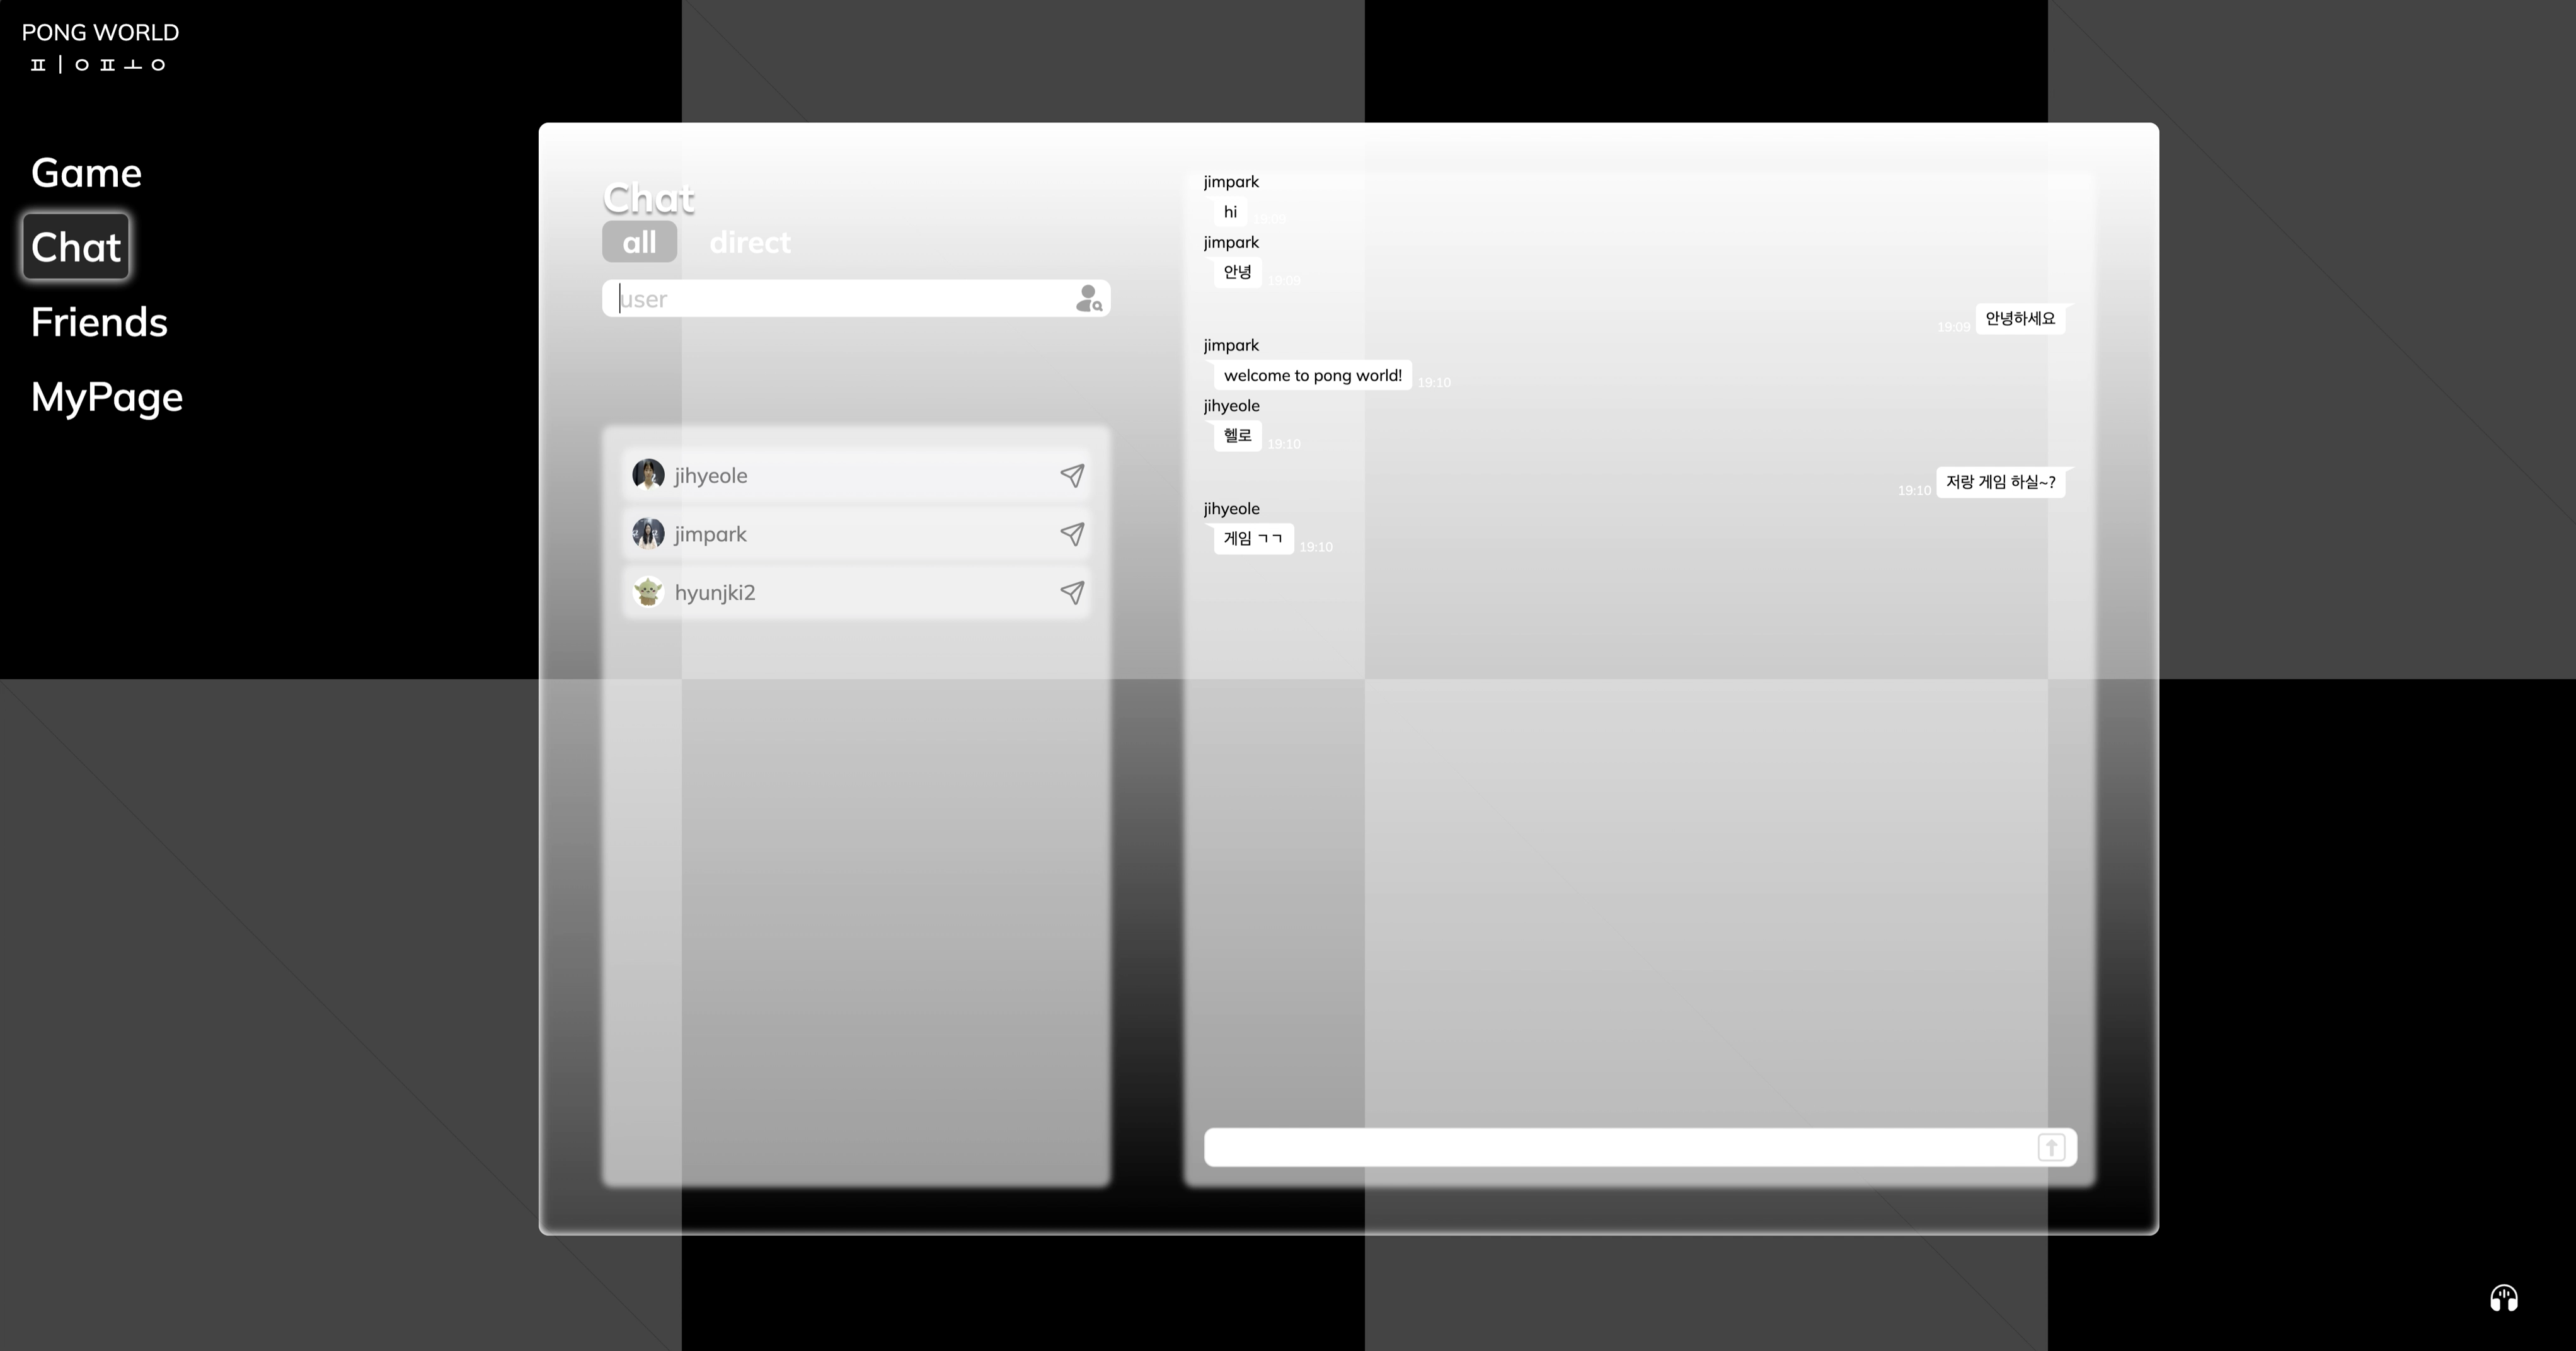 PONG WORLD
ㅍㅣㅇㅍㅗㅇ
Game
Chat
Friends
MyPage
Chat
all direct
user
jihyeole
jimpark
hyunjki2
jimpark
hi 19:09
jimpark
안녕 19:09
19:09 안녕하세요
jimpark
welcome to pong world! 19:10
jihyeole
헬로 19:10
19:10 저랑 게임 하실~?
jihyeole
게임 ㄱㄱ 19:10